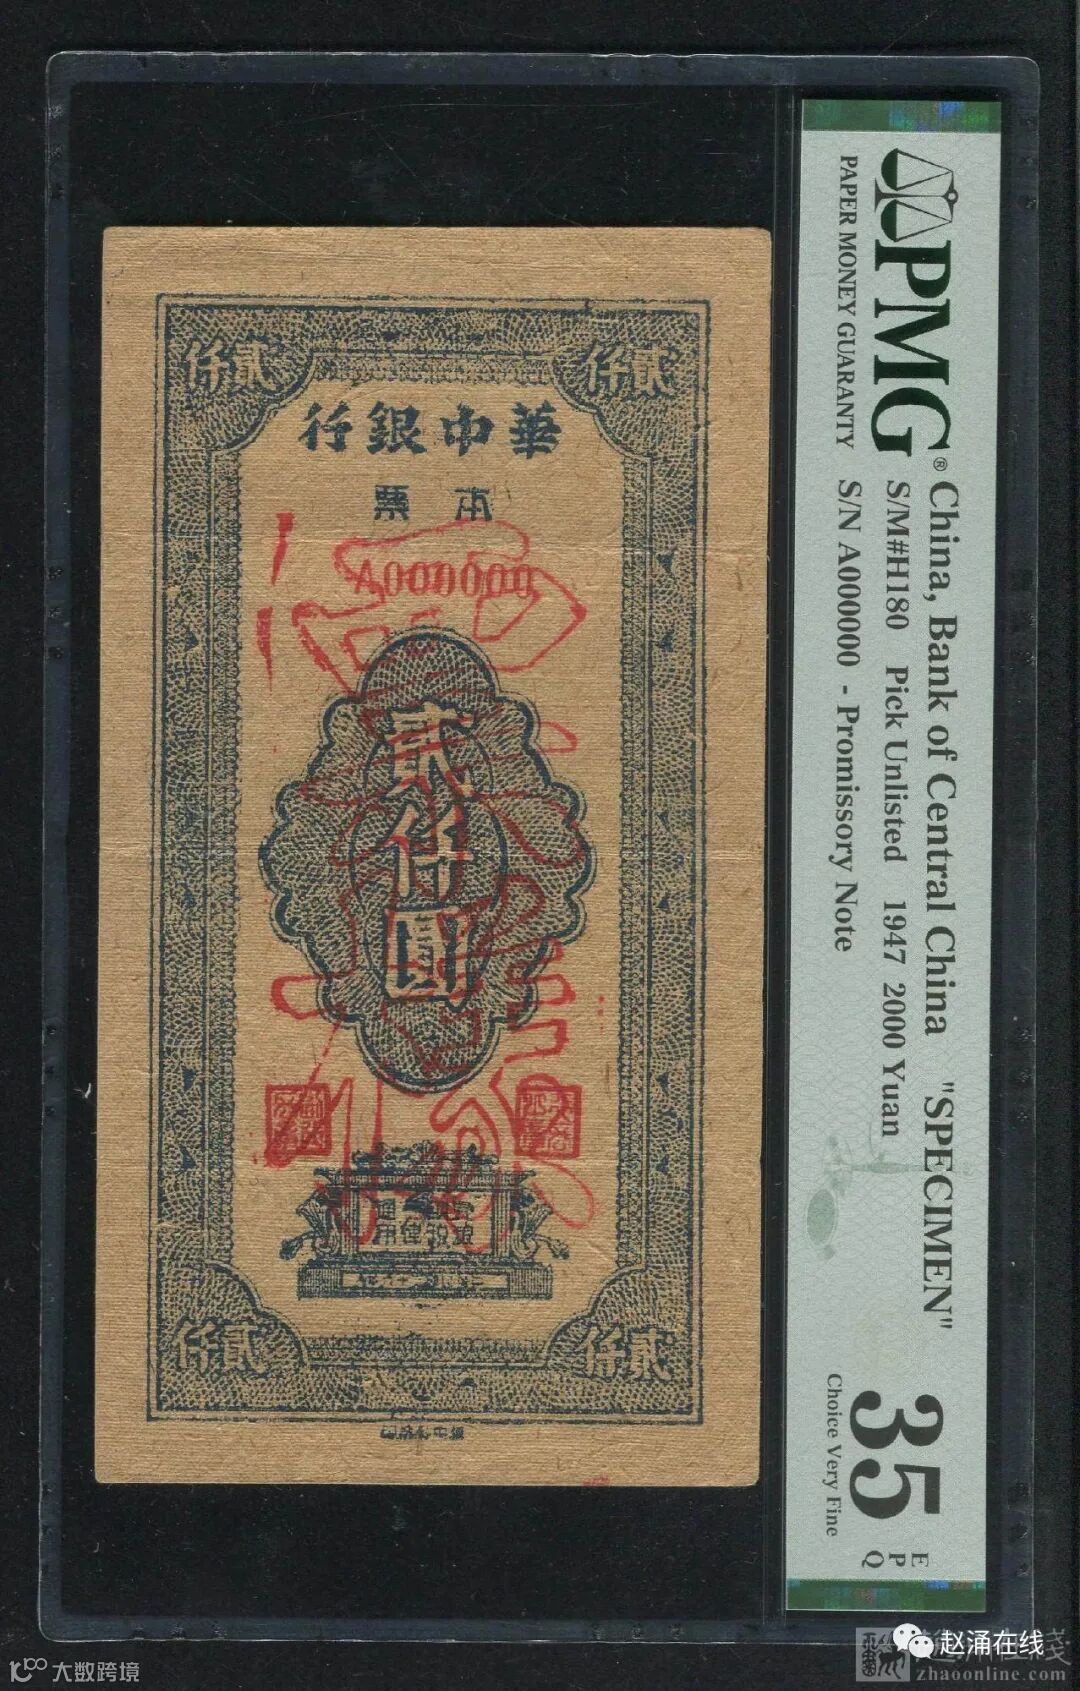 貳仟
貳仟
華中銀行
本票
A000000
貳仟圓
貳仟
貳仟
PMG®
PAPER MONEY GUARANTY
China, Bank of Central China "SPECIMEN"
S/M#H180 Pick Unlisted 1947 2000 Yuan
S/N A000000 - Promissory Note
35
EPQ
Choice Very Fine
大数跨境
赵涌在线
zhaoonline.com